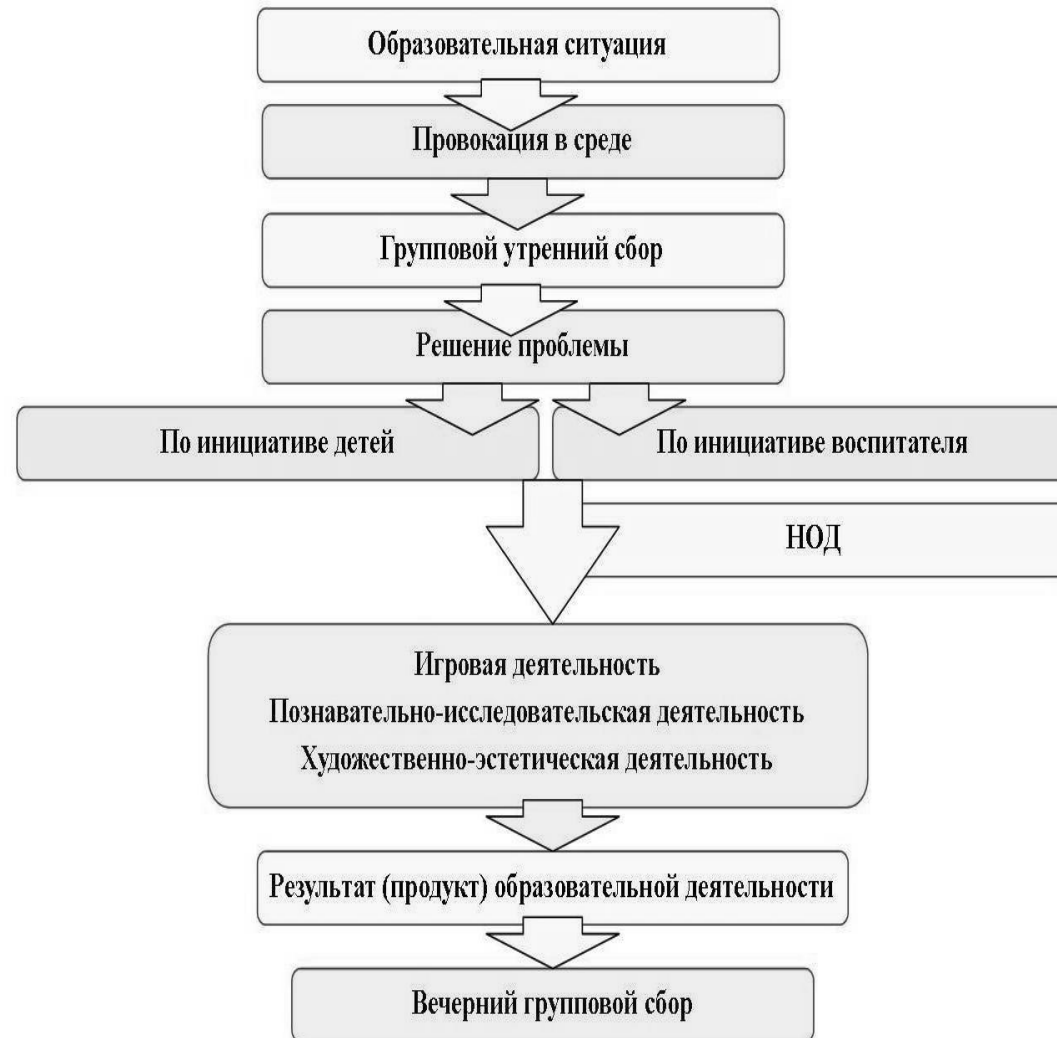 Образовательная ситуация
Провокация в среде
Групповой утренний сбор
Решение проблемы
По инициативе детей
По инициативе воспитателя
НОД
Игровая деятельность
Познавательно-исследовательская деятельность
Художественно-эстетическая деятельность
Результат (продукт) образовательной деятельности
Вечерний групповой сбор